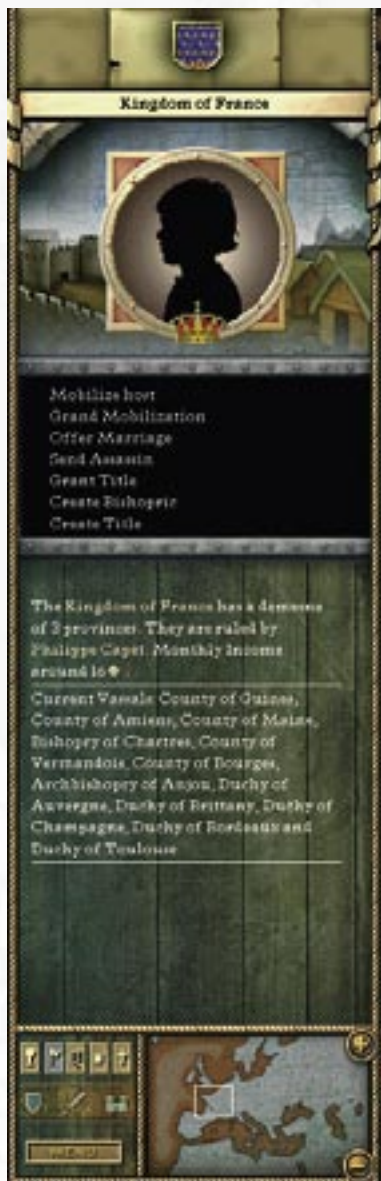 Kingdom of France
Mobilize host
Grand Mobilization
Offer Marriage
Send Assassin
Grant Title
Create Bishopric
Create Title
The Kingdom of France has a demesne
of 3 provinces. They are ruled by
Philippe Capet. Monthly Income
around 16
Current Vassals: County of Guines,
County of Amiens, County of Maine,
Bishopry of Chartres, County of
Vermandois, County of Bourges,
Archbishopry of Anjou, Duchy of
Auvergne, Duchy of Brittany, Duchy of
Champagne, Duchy of Bordeaux and
Duchy of Toulouse